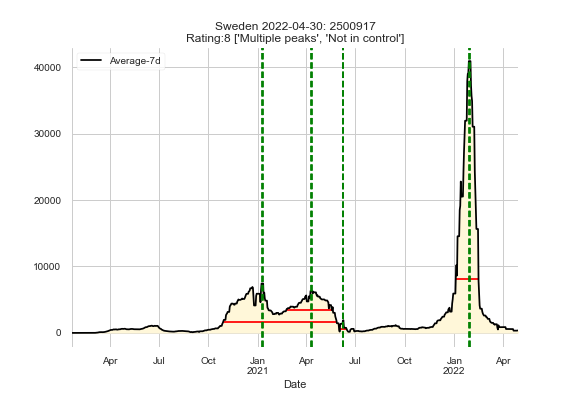 Sweden 2022-04-30: 2500917
Rating:8 ['Multiple peaks', 'Not in control']
Average-7d
40000
30000
20000
10000
0
Apr
Jul
Oct
Jan
2021
Apr
Jul
Oct
Jan
2022
Apr
Date